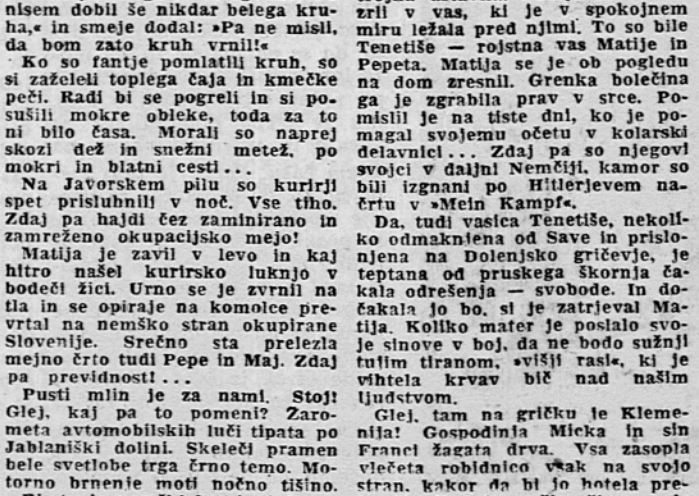 nisem dobil še nikdar belega kru-
ha,« in smeje dodal: »Pa ne misli,
da bom zato kruh vrnil!«
Ko so fantje pomlatili kruh, so
si zaželeli toplega čaja in kmečke
peči. Radi bi se pogreli in si po-
sušili mokre obleke, toda za to
ni bilo časa. Morali so naprej
skozi dež in snežni metež, po
mokri in blatni cesti...
Na Javorskem pilu so kurirji
spet prisluhnili v noč. Vse tiho.
Zdaj pa hajdi čez zaminirano in
zamreženo okupacijsko mejo!
Matija je zavil v levo in kaj
hitro našel kurirsko luknjo v
bodeči žici. Urno se je zvrnil na
tla in se opiraje na komolce pre-
vrtal na nemško stran okupirane
Slovenije. Srečno sta prelezla
mejno črto tudi Pepe in Maj. Zdaj
pa previdnost!...
Pusti mlin je za nami. Stoj!
Glej, kaj pa to pomeni? Žaro-
meta avtomobilskih luči tipata po
Jablaniški dolini. Skeleči pramen
bele svetlobe trga črno temo. Mo-
torno brnenje moti nočno tišino.
zrli v vas, ki je v spokojnem
miru ležala pred njimi. To so bile
Tenetiše — rojstna vas Matije in
Pepeta. Matija se je ob pogledu
na dom zresnil. Grenka bolečina
ga je zgrabila prav v srce. Po-
mislil je na tiste dni, ko je po-
magal svojemu očetu v kolarski
delavnici... Zdaj pa so njegovi
svojci v daljni Nemčiji, kamor so
bili izgnani po Hitlerjevem na-
črtu v »Mein Kampf«.
Da, tudi vasica Tenetiše, nekoli-
ko odmaknjena od Save in prislo-
njena na Dolenjsko gričevje, je
teptana od pruskega škornja ča-
kala odrešenja — svobode. In do-
čakala jo bo, si je zatrjeval Ma-
tija. Koliko mater je poslalo svo-
je sinove v boj, da ne bodo sužnji
tujim tiranom, »višji rasi«, ki je
vihtela krvav bič nad našim
ljudstvom.
Glej, tam na gričku je Kleme-
nija! Gospodinja Micka in sin
Franci žagata drva. Vsa zasopla
vlečeta robidnico vsak na svojo
stran, kakor da bi jo hotela pre-